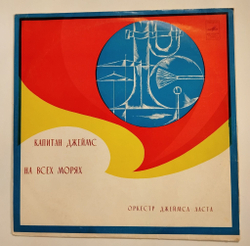 КАПИТАН ДЖЕЙМС
НА ВСЕХ МОРЯХ
ОРКЕСТР ДЖЕЙМСА ЛАСТА